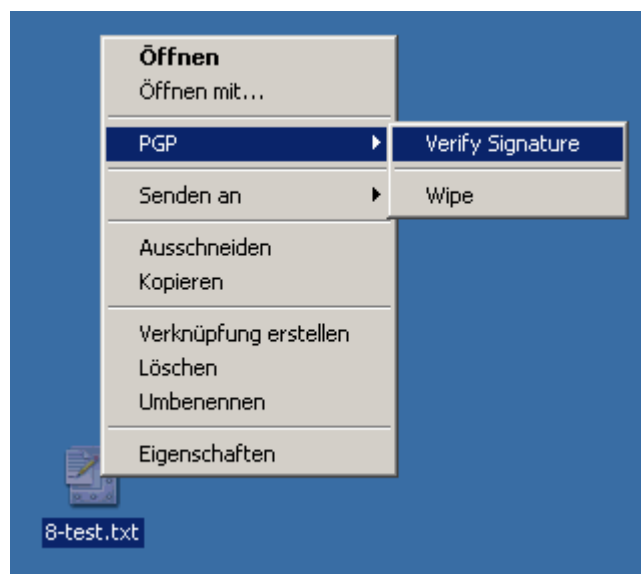 Öffnen
Öffnen mit...
PGP
Verify Signature
Senden an
Wipe
Ausschneiden
Kopieren
Verknüpfung erstellen
Löschen
Umbenennen
Eigenschaften
8-test.txt